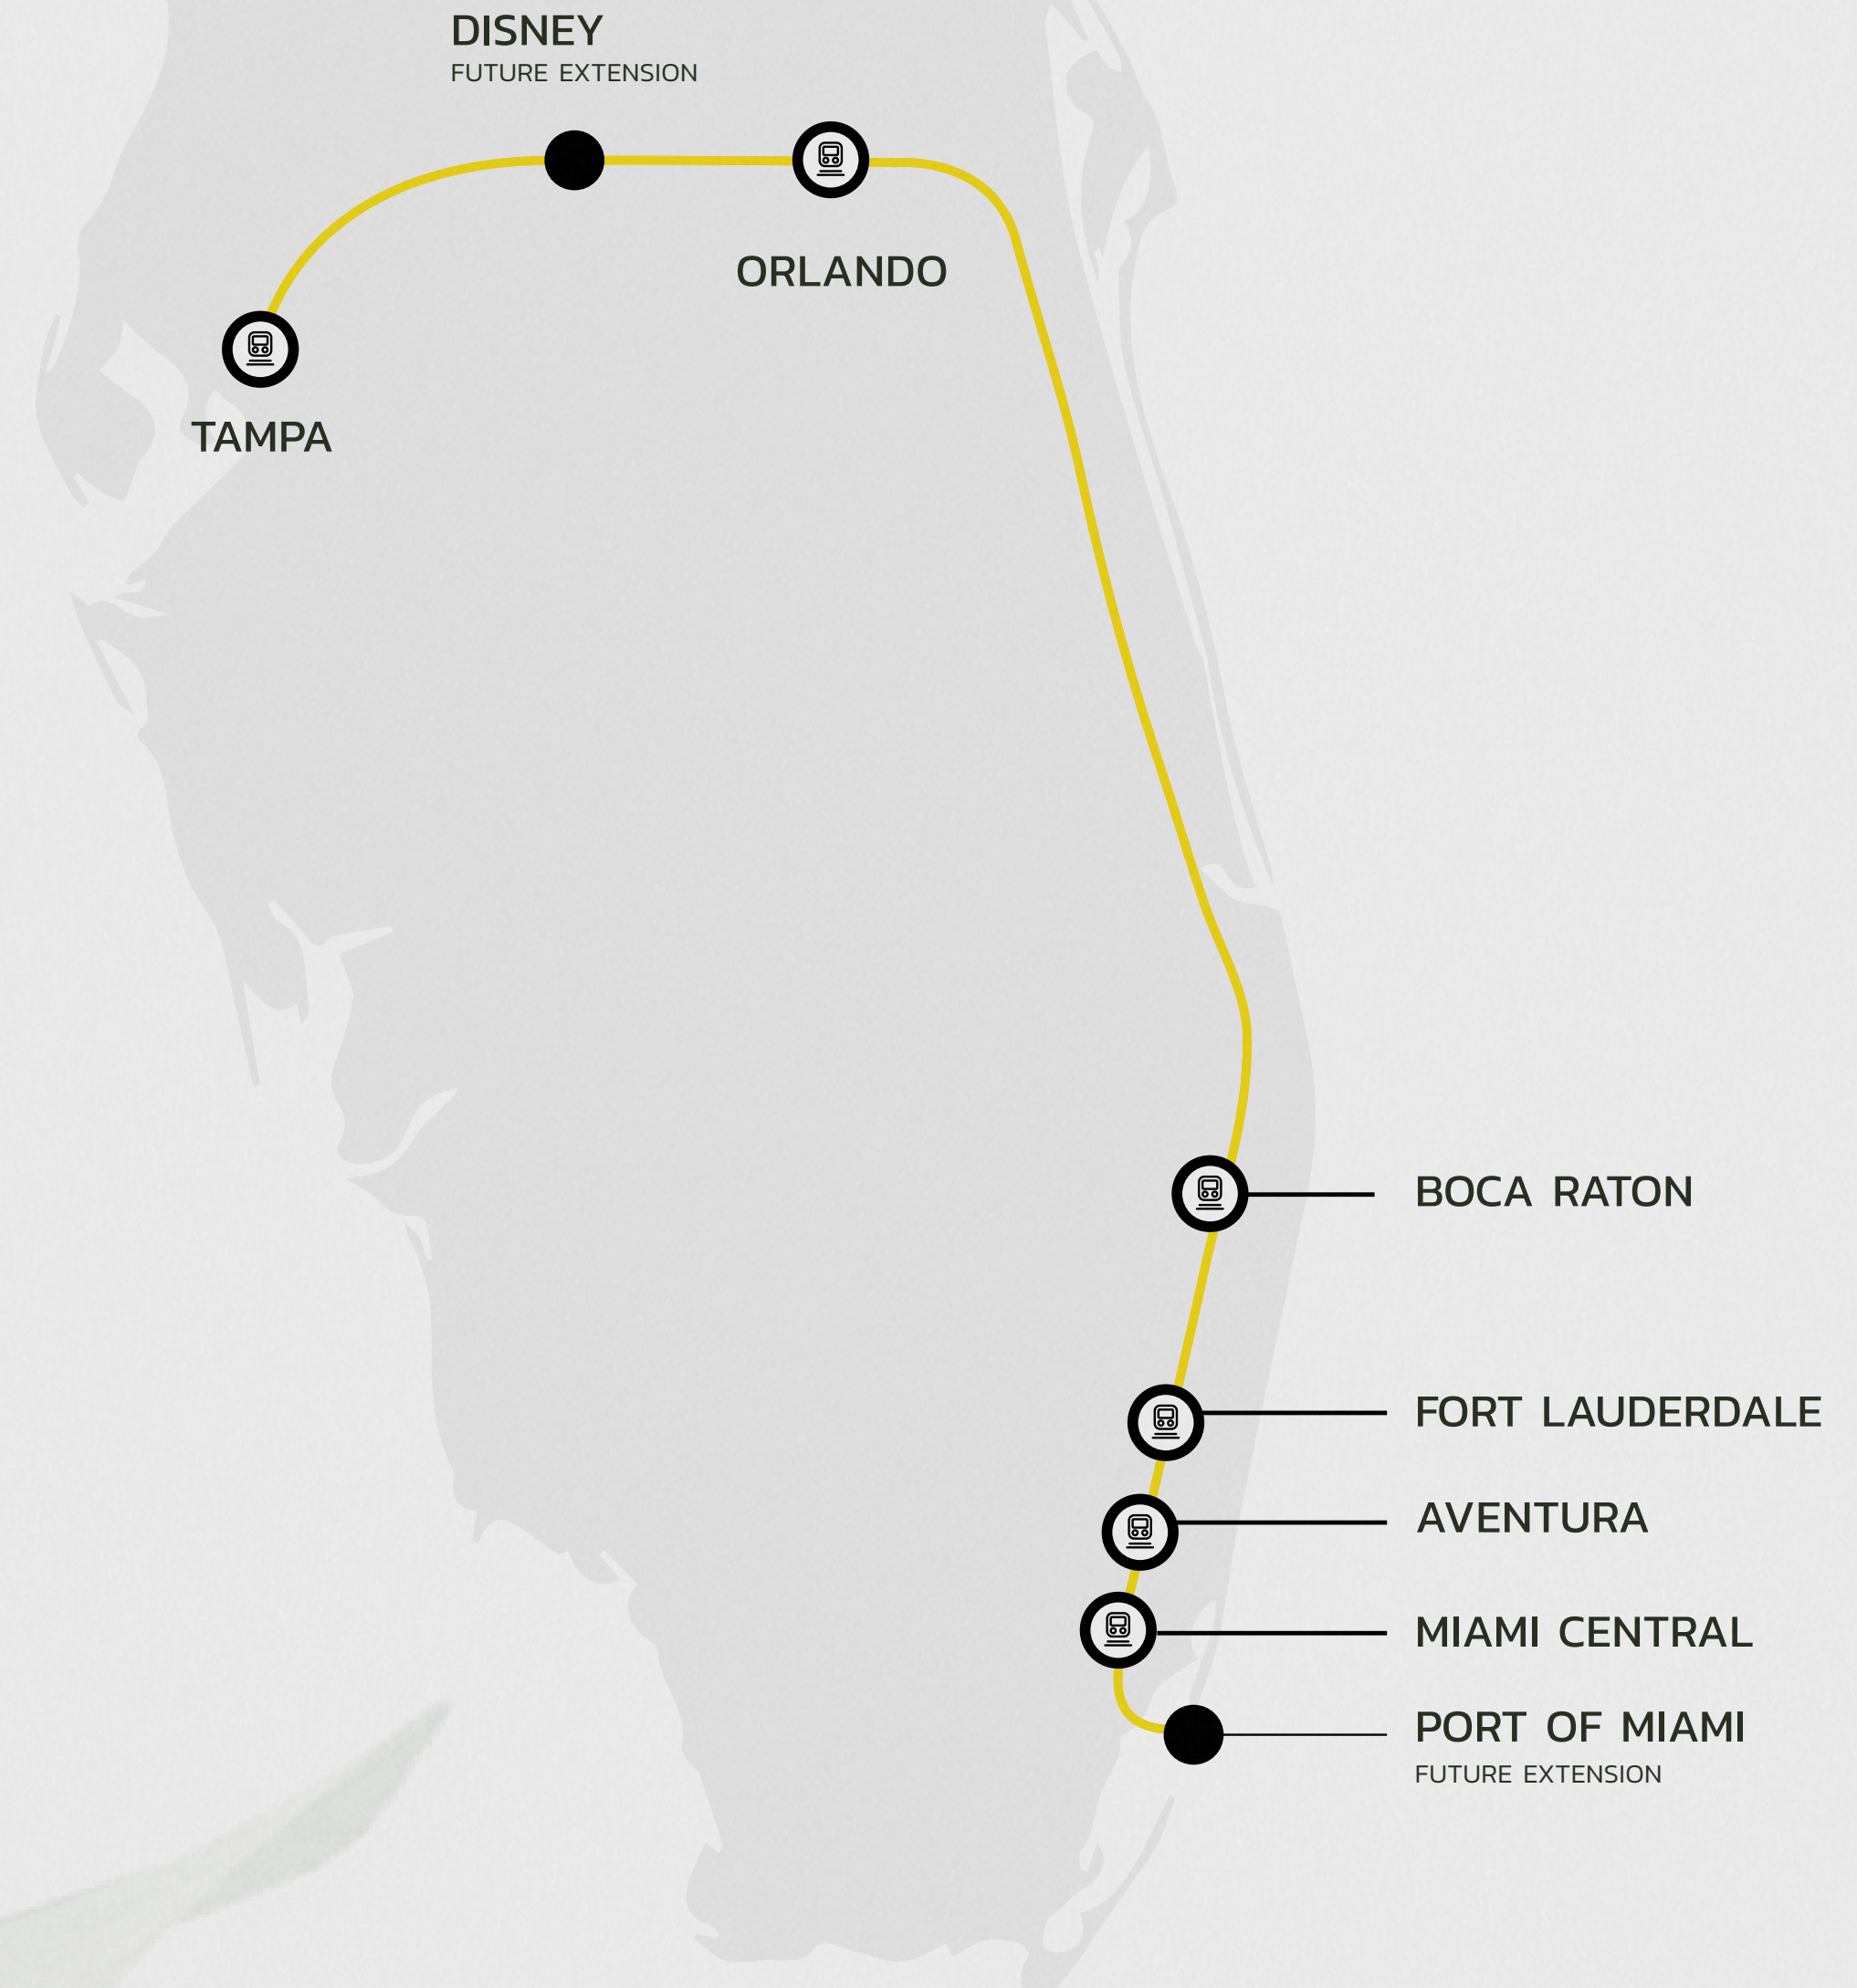 DISNEY
FUTURE EXTENSION
ORLANDO
TAMPA
BOCA RATON
FORT LAUDERDALE
AVENTURA
MIAMI CENTRAL
PORT OF MIAMI
FUTURE EXTENSION